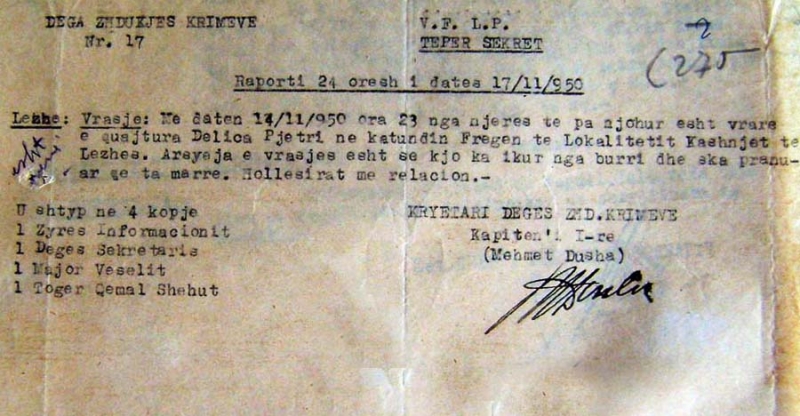 DEGA ZHDUKJES KRIMEVE
Nr. 17
V. F. L. P.
TEPER SEKRET
2
(275
Raporti 24 oresh i dates 17/11/950
Lezhe: Vrasje: Me daten 14/11/950 ora 23 nga njeres te pa njohur esht vrare
e quajtura Delica Pjetri ne katundin Fregen te Lokalitetit Kashnjet te
Lezhes. Arsyeja e vrasjes esht se kjo ka ikur nga burri dhe ska pranu-
ar qe ta marre. Hollesirat me relacion.-
U shtyp ne 4 kopje
1 Zyres Informacionit
1 Deges Sekretaris
1 Major Veselit
1 Toger Qemal Shehut
KRYETARI DEGES ZHD.KRIMEVE
Kapiten'i I-re
(Mehmet Dusha)